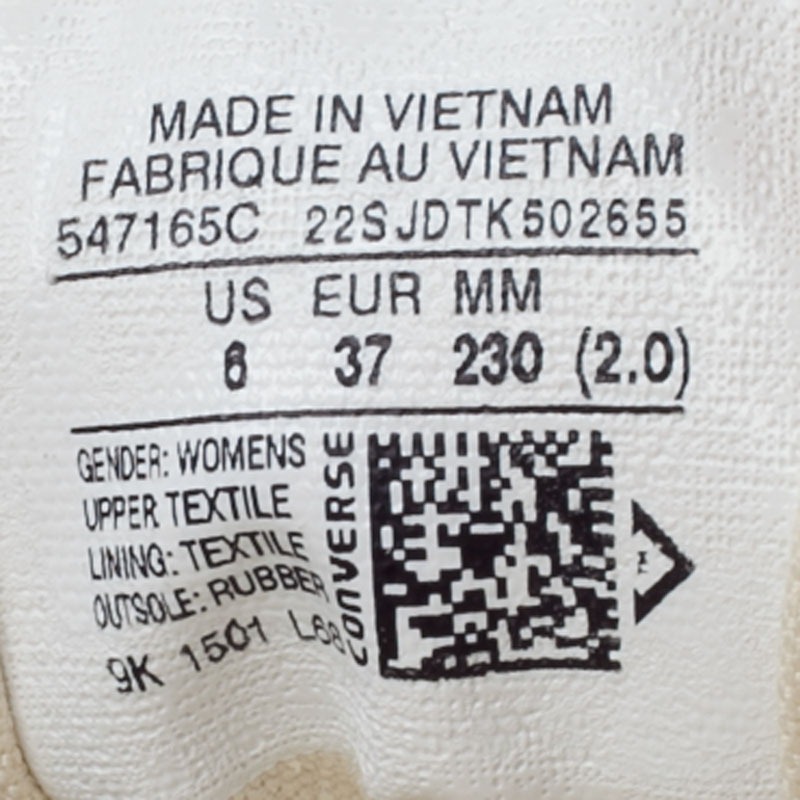 MADE IN VIETNAM
FABRIQUE AU VIETNAM
547165C 22SJDTK502655
US EUR MM
6 37 230 (2.0)
GENDER: WOMENS
UPPER TEXTILE
LINING: TEXTILE
OUTSOLE: RUBBER
9K 1501 L68
CONVERSE